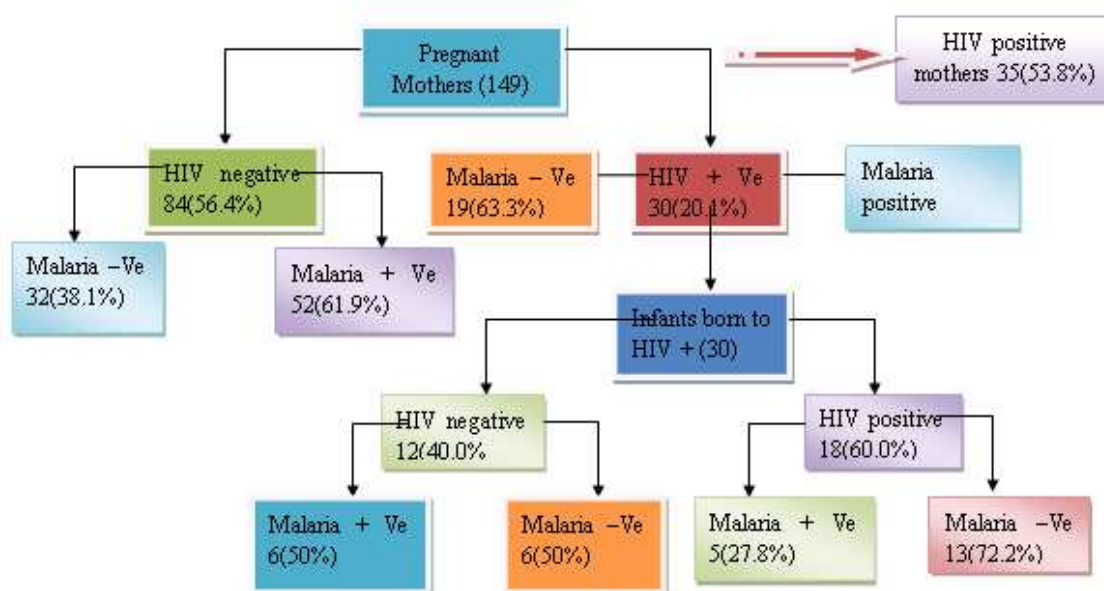 Pregnant
Mothers (149)
HIV positive
mothers 35(53.8%)
HIV negative
84(56.4%)
Malaria – Ve
19(63.3%)
HIV + Ve
30(20.1%)
Malaria
positive
Malaria –Ve
32(38.1%)
Malaria + Ve
52(61.9%)
Infants born to
HIV + (30)
HIV negative
12(40.0%
HIV positive
18(60.0%)
Malaria + Ve
6(50%)
Malaria –Ve
6(50%)
Malaria + Ve
5(27.8%)
Malaria –Ve
13(72.2%)